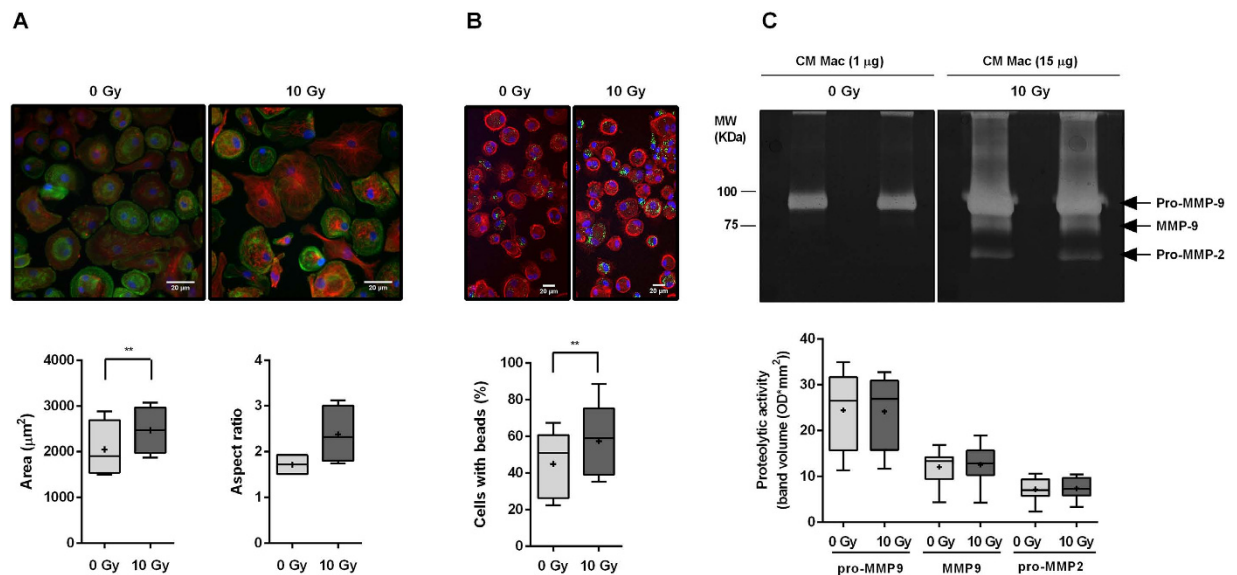 A
B
C
0 Gy
10 Gy
20 μm
20 μm
0 Gy
10 Gy
20 μm
20 μm
CM Mac (1 μg)
CM Mac (15 μg)
0 Gy
10 Gy
MW
(KDa)
100
75
Pro-MMP-9
MMP-9
Pro-MMP-2
Area (μm²)
4000
3000
2000
1000
0
**
0 Gy
10 Gy
Aspect ratio
4
3
2
1
0
0 Gy
10 Gy
Cells with beads (%)
100
80
60
40
20
0
**
0 Gy
10 Gy
Proteolytic activity
(band volume (OD*mm²))
40
30
20
10
0
0 Gy
10 Gy
0 Gy
10 Gy
0 Gy
10 Gy
pro-MMP9
MMP9
pro-MMP2